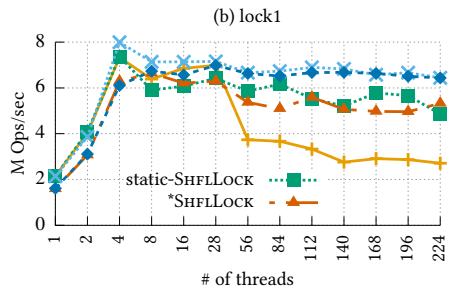 (b) lock1
M Ops/sec
8
6
4
2
0
static-SHFLLOCK
*SHFLLOCK
1 2 4 8 16 28 56 84 112 140 168 196 224
# of threads